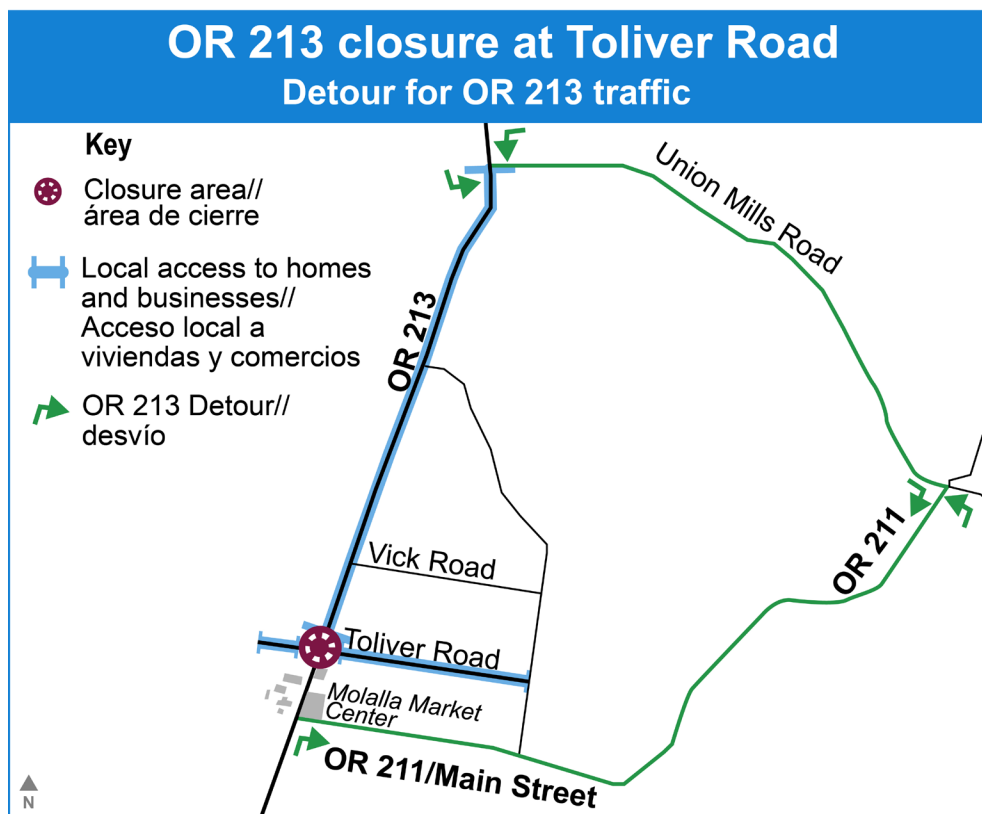 OR 213 closure at Toliver Road
Detour for OR 213 traffic
Key
Closure area//
área de cierre
Local access to homes
and businesses//
Acceso local a
viviendas y comercios
OR 213 Detour//
desvío
Union Mills Road
OR 213
OR 211
Vick Road
Toliver Road
Molalla Market
Center
OR 211/Main Street
N